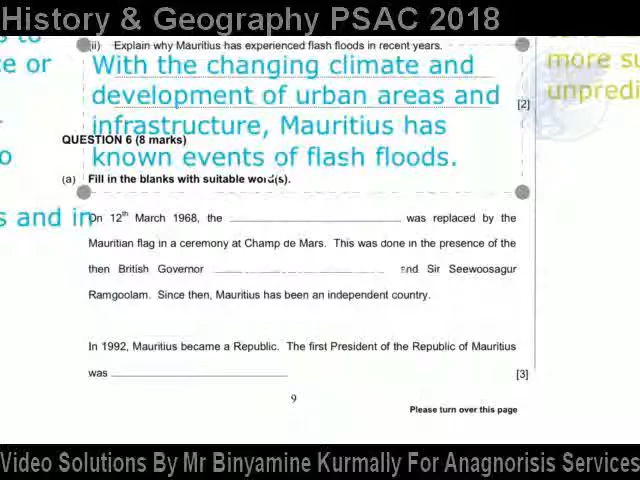 History & Geography PSAC 2018
s to
ce or
(ii) Explain why Mauritius has experienced flash floods in recent years.
With the changing climate and
development of urban areas and
infrastructure, Mauritius has
known events of flash floods.
[2]
more su
unpredi
QUESTION 6 (8 marks)
(a) Fill in the blanks with suitable word(s).
s and in
On 12th March 1968, the ____ was replaced by the
Mauritian flag in a ceremony at Champ de Mars. This was done in the presence of the
then British Governor ____ and Sir Seewoosagur
Ramgoolam. Since then, Mauritius has been an independent country.
In 1992, Mauritius became a Republic. The first President of the Republic of Mauritius
was ____ [3]
9
Please turn over this page
Video Solutions By Mr Binyamine Kurmally For Anagnorisis Services